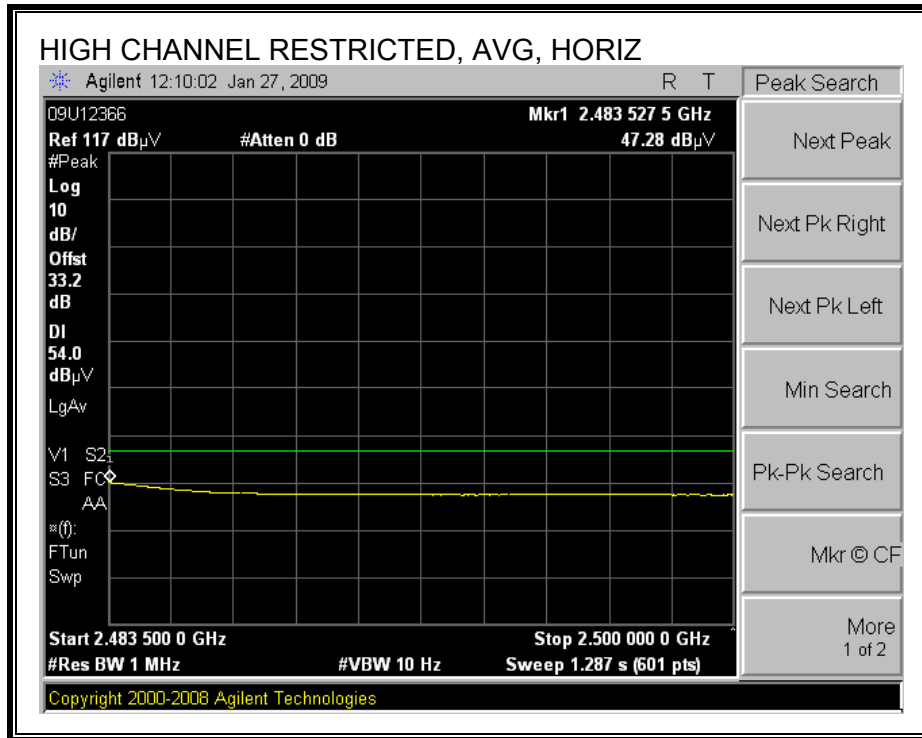 HIGH CHANNEL RESTRICTED, AVG, HORIZ
Agilent 12:10:02 Jan 27, 2009 R T
Peak Search
09U12366
Mkr1 2.483 527 5 GHz
Ref 117 dBµV #Atten 0 dB 47.28 dBµV
#Peak
Log
10
dB/
Offst
33.2
dB
DI
54.0
dBµV
LgAv
V1 S2
S3 FC
AA
¤(f):
FTun
Swp
1
Start 2.483 500 0 GHz Stop 2.500 000 0 GHz ^
#Res BW 1 MHz #VBW 10 Hz Sweep 1.287 s (601 pts)
Next Peak
Next Pk Right
Next Pk Left
Min Search
Pk-Pk Search
Mkr © CF
More
1 of 2
Copyright 2000-2008 Agilent Technologies